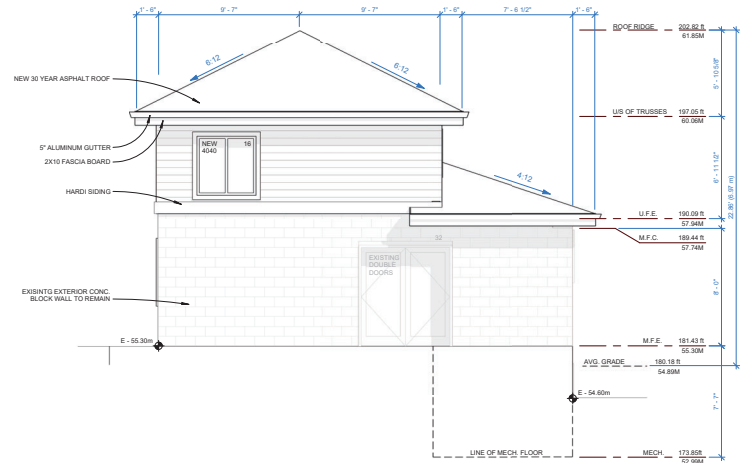 1' - 6" 9' - 7" 9' - 7" 1' - 6" 7' - 6 1/2" 1' - 6"
ROOF RIDGE 202.82 ft
61.85M
6:12 6:12
NEW 30 YEAR ASPHALT ROOF
U/S OF TRUSSES 197.05 ft
60.06M
5" ALUMINUM GUTTER
2X10 FASCIA BOARD
NEW 16
4040
HARDI SIDING
4:12
6' - 11 1/2"
22.86' (6.97 m)
U.F.E. 190.09 ft
57.94M
M.F.C. 189.44 ft
57.74M
32
EXISTING
DOUBLE
DOORS
EXISINTG EXTERIOR CONC.
BLOCK WALL TO REMAIN
8' - 0"
E - 55.30m
M.F.E. 181.43 ft
55.30M
AVG. GRADE 180.18 ft
54.89M
E - 54.60m
7' - 7"
LINE OF MECH. FLOOR
MECH. 173.85ft
52.99M